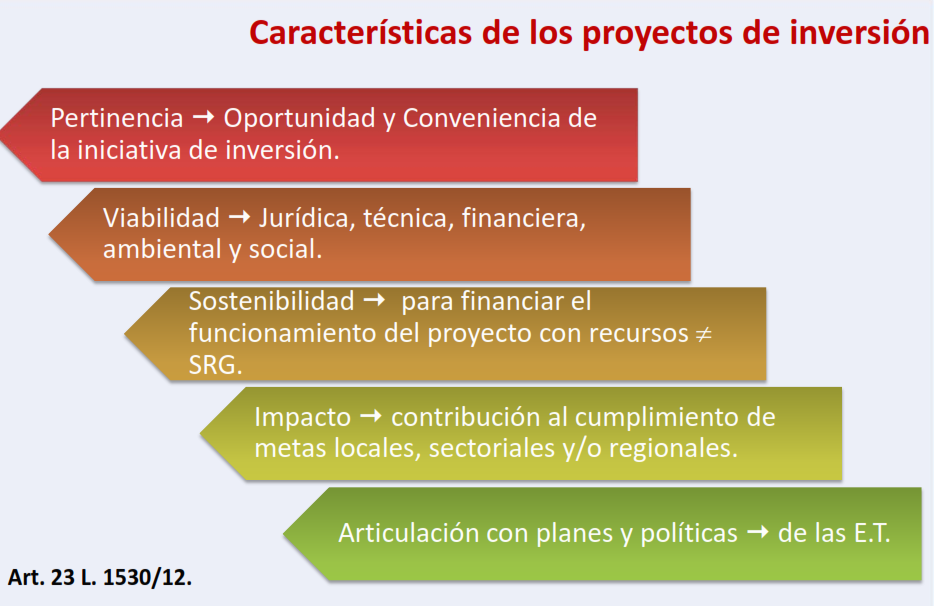 Características de los proyectos de inversión
Pertinencia → Oportunidad y Conveniencia de
la iniciativa de inversión.
Viabilidad → Jurídica, técnica, financiera,
ambiental y social.
Sostenibilidad → para financiar el
funcionamiento del proyecto con recursos ≠
SRG.
Impacto → contribución al cumplimiento de
metas locales, sectoriales y/o regionales.
Articulación con planes y políticas → de las E.T.
Art. 23 L. 1530/12.